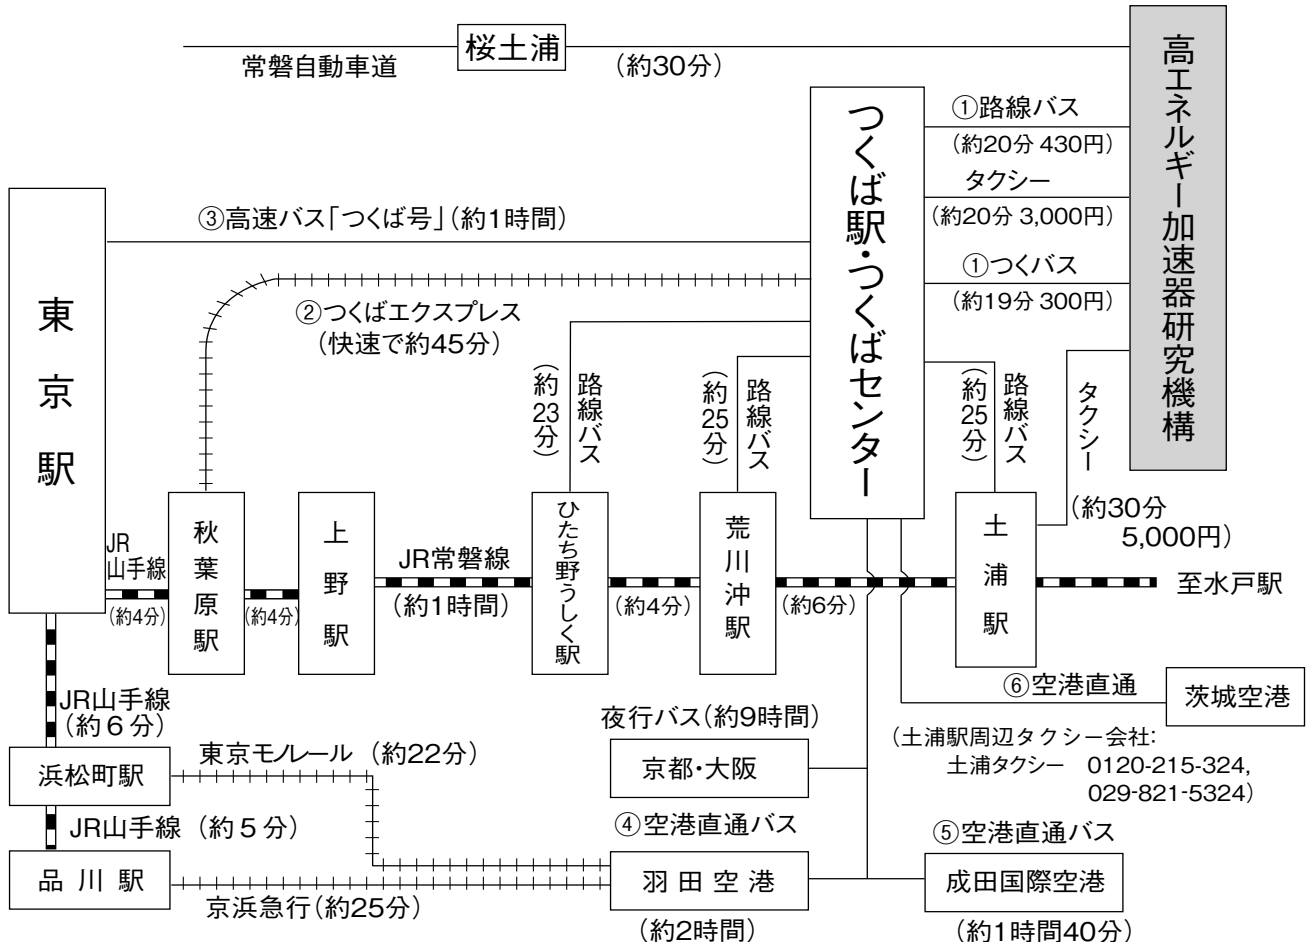 桜土浦
常磐自動車道
(約30分)
高エネルギー加速器研究機構
つくば駅・つくばセンター
①路線バス
(約20分 430円)
タクシー
(約20分 3,000円)
①つくバス
(約19分 300円)
③高速バス「つくば号」(約1時間)
②つくばエクスプレス
(快速で約45分)
東京駅
路線バス
(約23分)
路線バス
(約25分)
路線バス
(約25分)
タクシー
(約30分
5,000円)
JR
山手線
(約4分)
秋葉原駅
(約4分)
上野駅
JR常磐線
(約1時間)
ひたち野うしく駅
(約4分)
荒川沖駅
(約6分)
土浦駅
至水戸駅
JR山手線
(約6分)
⑥空港直通
茨城空港
夜行バス(約9時間)
京都・大阪
(土浦駅周辺タクシー会社:
土浦タクシー 0120-215-324,
029-821-5324)
東京モノレール (約22分)
浜松町駅
JR山手線 (約5分)
④空港直通バス
⑤空港直通バス
品川駅
京浜急行(約25分)
羽田空港
(約2時間)
成田国際空港
(約1時間40分)